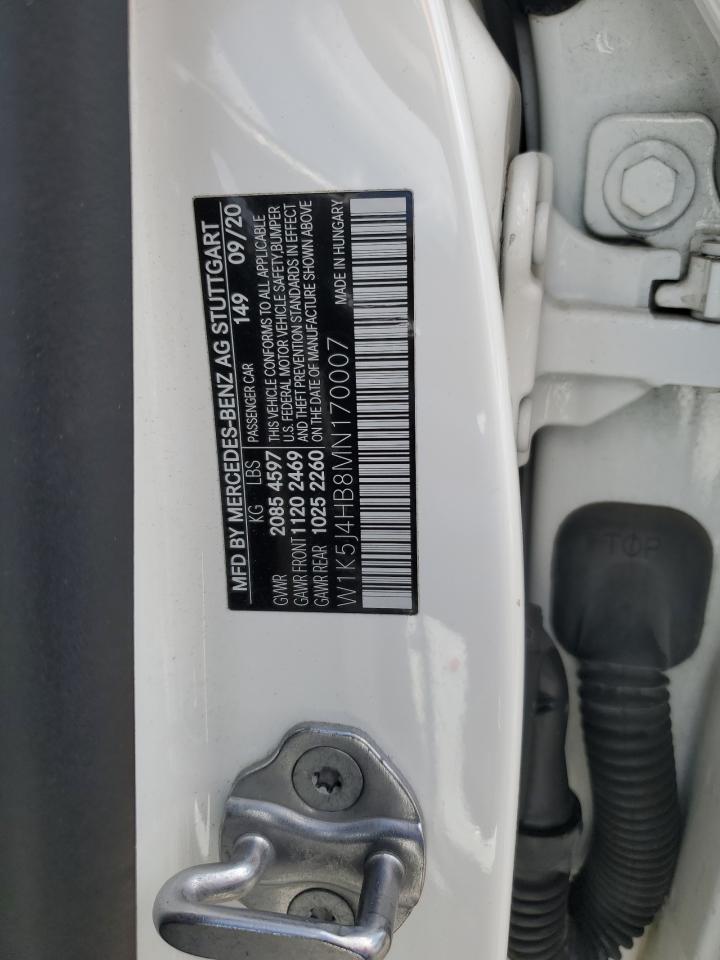 MFD BY MERCEDES-BENZ AG STUTTGART
KG LBS PASSENGER CAR 149 09/20
GVWR 2085 4597 THIS VEHICLE CONFORMS TO ALL APPLICABLE
GAWR FRONT 1120 2469 U.S. FEDERAL MOTOR VEHICLE SAFETY, BUMPER
AND THEFT PREVENTION STANDARDS IN EFFECT
GAWR REAR 1025 2260 ON THE DATE OF MANUFACTURE SHOWN ABOVE
W1K5J4HB8MN170007 MADE IN HUNGARY
TOP